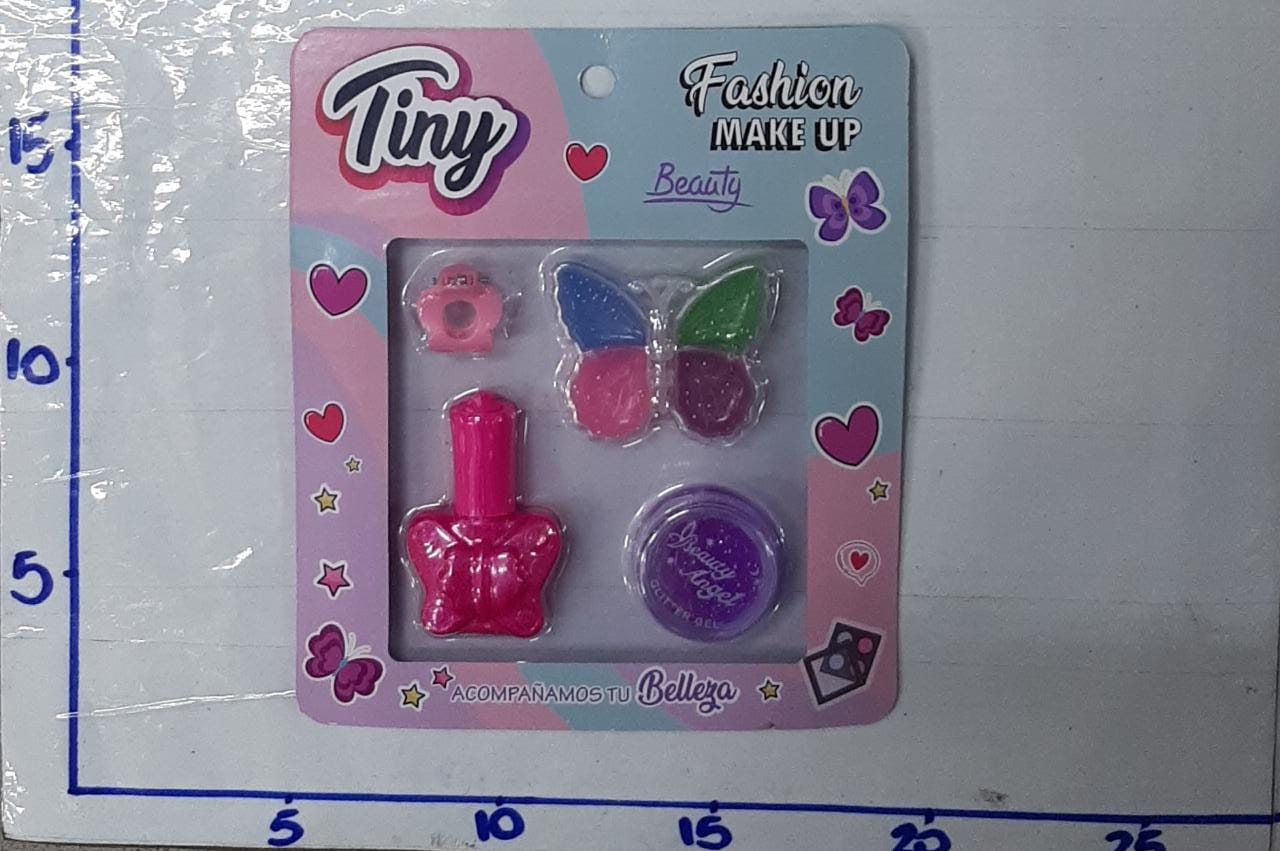 Tiny
Fashion
MAKE UP
Beauty
15
10
5
Beauty
Angel
GLITTER GEL
ACOMPAÑAMOS TU Belleza
5 10 15 20 25